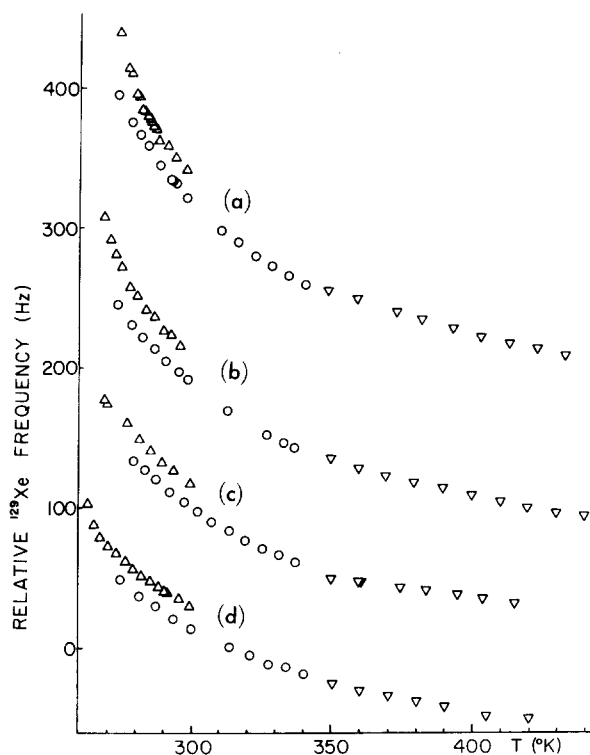 400
(a)
300
RELATIVE ¹²⁹Xe FREQUENCY (Hz)
200
(b)
(c)
100
(d)
0
300
350
400
T (°K)